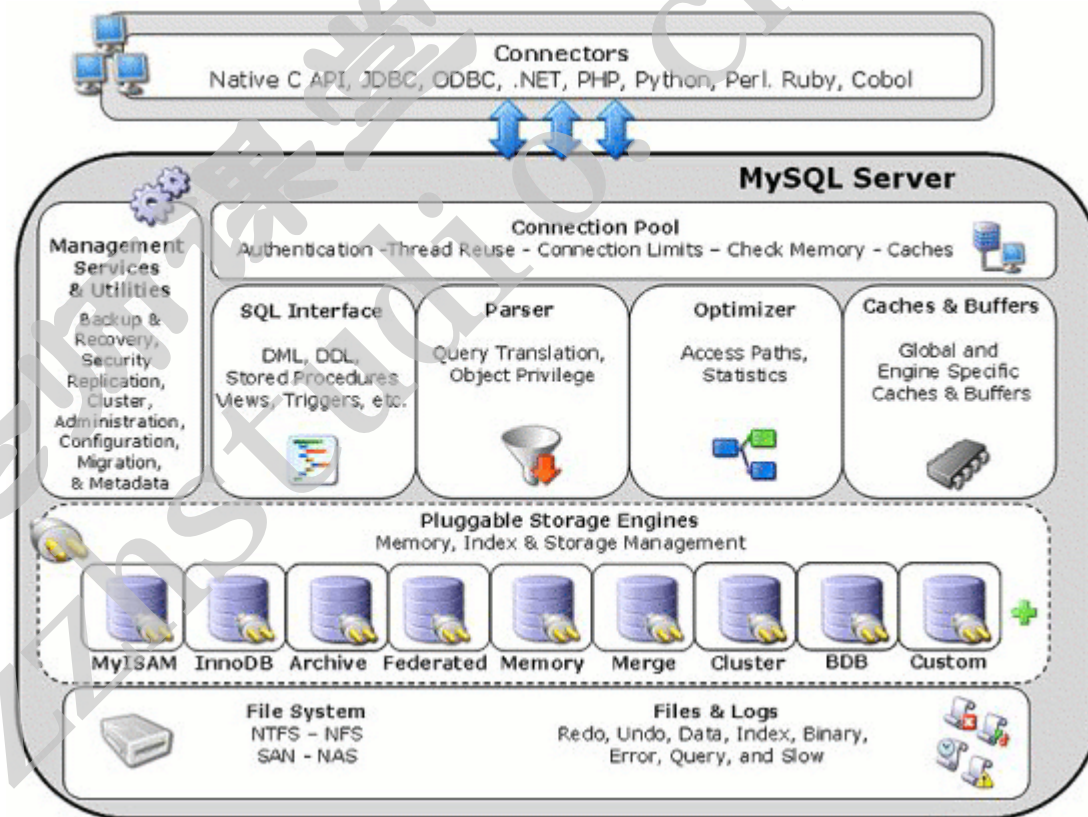 Connectors
Native C API, JDBC, ODBC, .NET, PHP, Python, Perl. Ruby, Cobol
MySQL Server
Management
Services
& Utilities
Backup &
Recovery,
Security
Replication,
Cluster,
Administration,
Configuration,
Migration,
& Metadata
Connection Pool
Authentication -Thread Reuse - Connection Limits – Check Memory - Caches
SQL Interface
DML, DDL,
Stored Procedures
Views, Triggers, etc.
Parser
Query Translation,
Object Privilege
Optimizer
Access Paths,
Statistics
Caches & Buffers
Global and
Engine Specific
Caches & Buffers
Pluggable Storage Engines
Memory, Index & Storage Management
MyISAM InnoDB Archive Federated Memory Merge Cluster BDB Custom
File System
NTFS – NFS
SAN - NAS
Files & Logs
Redo, Undo, Data, Index, Binary,
Error, Query, and Slow